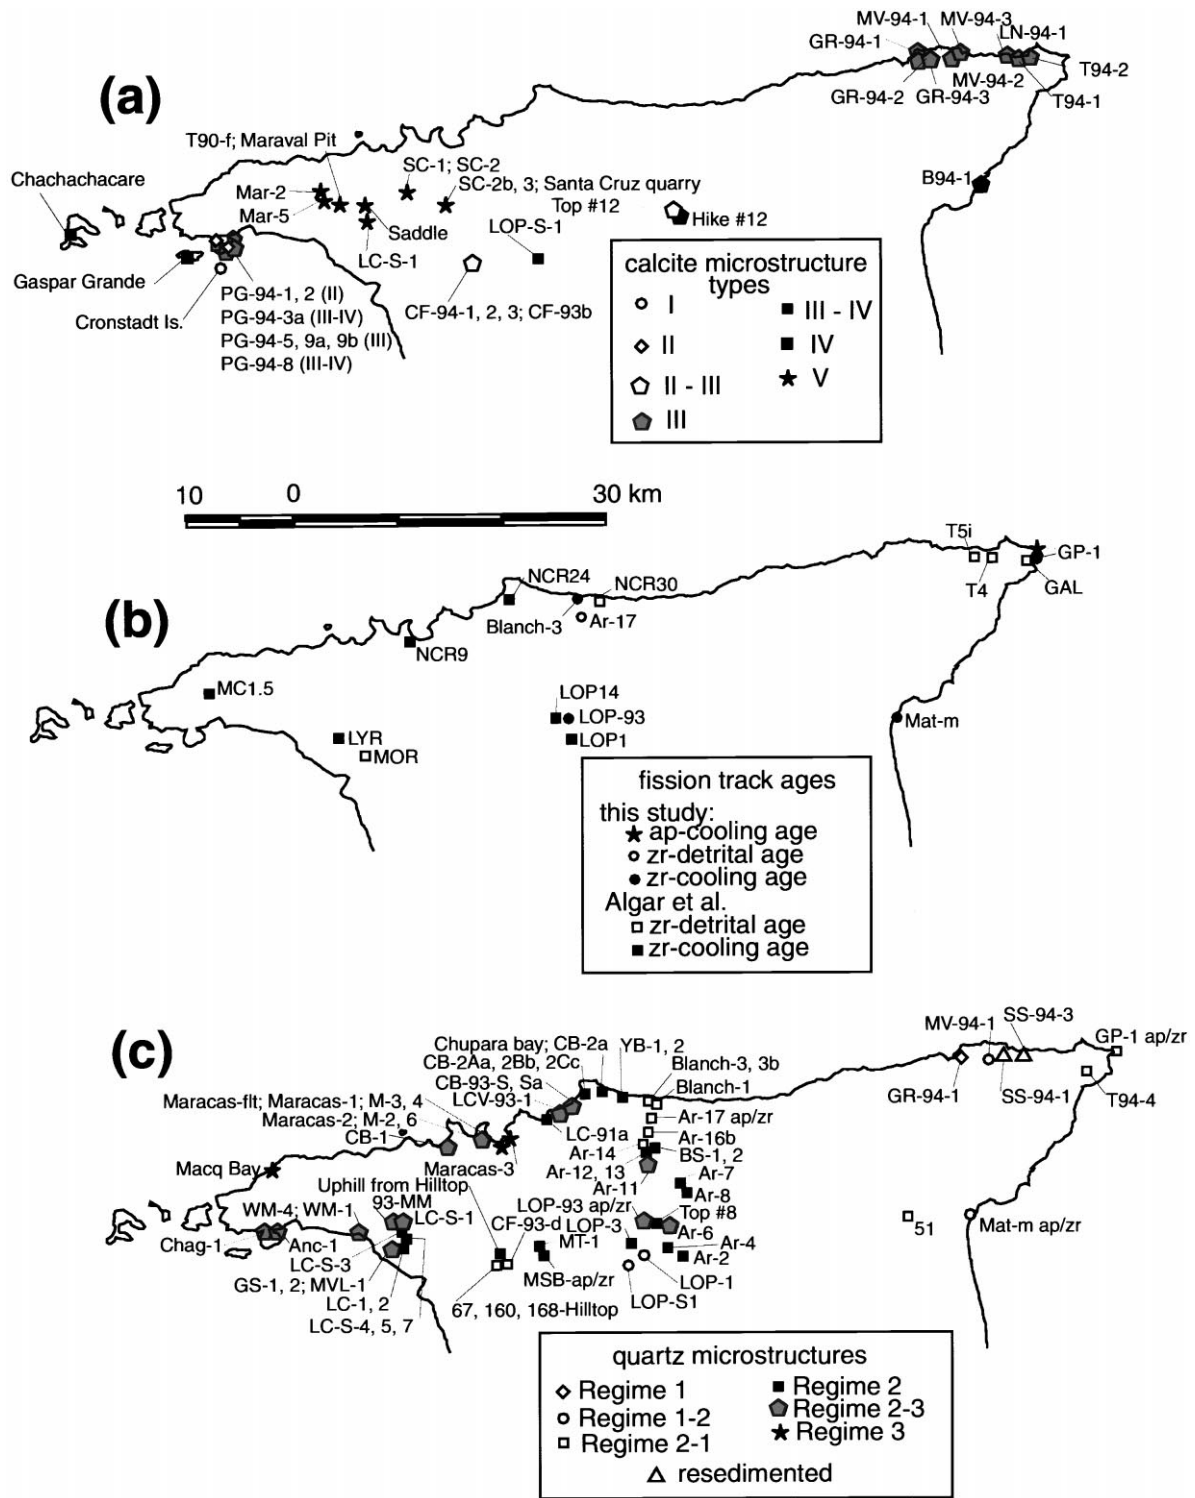 (a)
MV-94-1
MV-94-3
GR-94-1
LN-94-1
T94-2
MV-94-2
GR-94-2
GR-94-3
T94-1
T90-f; Maraval Pit
SC-1; SC-2
Chachachacare
Mar-2
SC-2b, 3; Santa Cruz quarry
B94-1
Mar-5
Top #12
Hike #12
Saddle
LOP-S-1
LC-S-1
Gaspar Grande
Cronstadt Is.
PG-94-1, 2 (II)
PG-94-3a (III-IV)
PG-94-5, 9a, 9b (III)
PG-94-8 (III-IV)
CF-94-1, 2, 3; CF-93b
calcite microstructure
types
I
III - IV
II
IV
II - III
V
III
10 0 30 km
(b)
T5i
GP-1
T4
GAL
NCR24
NCR30
Blanch-3
Ar-17
NCR9
MC1.5
LOP14
LOP-93
LOP1
Mat-m
LYR
MOR
fission track ages
this study:
ap-cooling age
zr-detrital age
zr-cooling age
Algar et al.
zr-detrital age
zr-cooling age
(c)
SS-94-3
MV-94-1
GP-1 ap/zr
Chupara bay; CB-2a
YB-1, 2
CB-2Aa, 2Bb, 2Cc
Blanch-3, 3b
CB-93-S, Sa
Blanch-1
Maracas-flt; Maracas-1; M-3, 4
LCV-93-1
GR-94-1
SS-94-1
T94-4
Maracas-2; M-2, 6
Ar-17 ap/zr
CB-1
LC-91a
Ar-16b
Ar-14
BS-1, 2
Macq Bay
Maracas-3
Ar-12, 13
Ar-7
Uphill from Hilltop
Ar-11
Ar-8
93-MM
LOP-93 ap/zr
WM-4; WM-1
LC-S-1
CF-93-d
LOP-3
Top #8
51
Mat-m ap/zr
Chag-1
Anc-1
MT-1
Ar-6
LC-S-3
Ar-4
GS-1, 2; MVL-1
MSB-ap/zr
Ar-2
LC-1, 2
LOP-1
LOP-S1
LC-S-4, 5, 7
67, 160, 168-Hilltop
quartz microstructures
Regime 1
Regime 2
Regime 1-2
Regime 2-3
Regime 2-1
Regime 3
resedimented